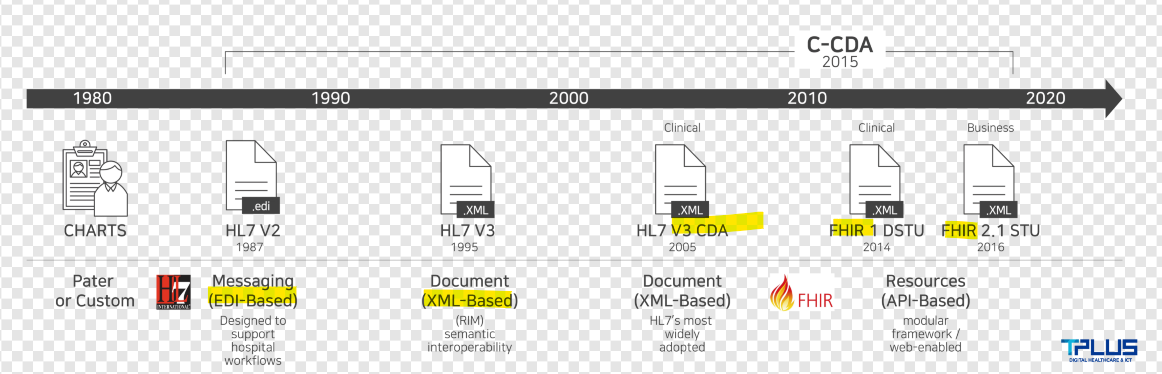 C-CDA
2015
1980 1990 2000 2010 2020
Clinical Clinical Business
.edi .XML .XML .XML .XML
CHARTS HL7 V2 HL7 V3 HL7 V3 CDA FHIR 1 DSTU FHIR 2.1 STU
1987 1995 2005 2014 2016
Pater
or Custom
HL7
INTERNATIONAL
Messaging
(EDI-Based)
Designed to
support
hospital
workflows
Document
(XML-Based)
(RIM)
semantic
interoperability
Document
(XML-Based)
HL7's most
widely
adopted
FHIR
Resources
(API-Based)
modular
framework /
web-enabled
TPLUS
DIGITAL HEALTHCARE & ICT